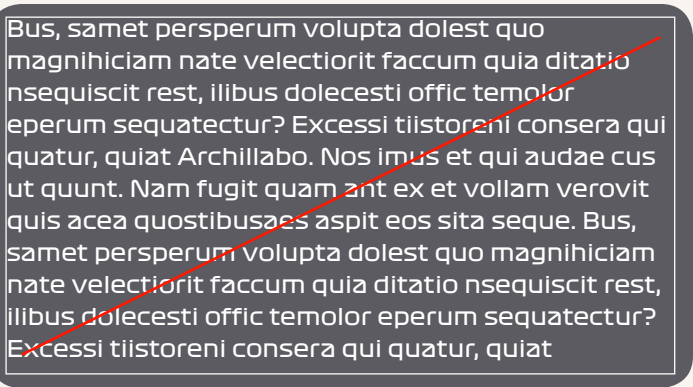 Bus, samet persperum volupta dolest quo
magnihiciam nate velectiorit faccum quia ditatio
nsequiscit rest, ilibus dolecesti offic temolor
eperum sequatectur? Excessi tiistoreni consera qui
quatur, quiat Archillabo. Nos imus et qui audae cus
ut quunt. Nam fugit quam ant ex et vollam verovit
quis acea quostibusaes aspit eos sita seque. Bus,
samet persperum volupta dolest quo magnihiciam
nate velectiorit faccum quia ditatio nsequiscit rest,
ilibus dolecesti offic temolor eperum sequatectur?
Excessi tiistoreni consera qui quatur, quiat